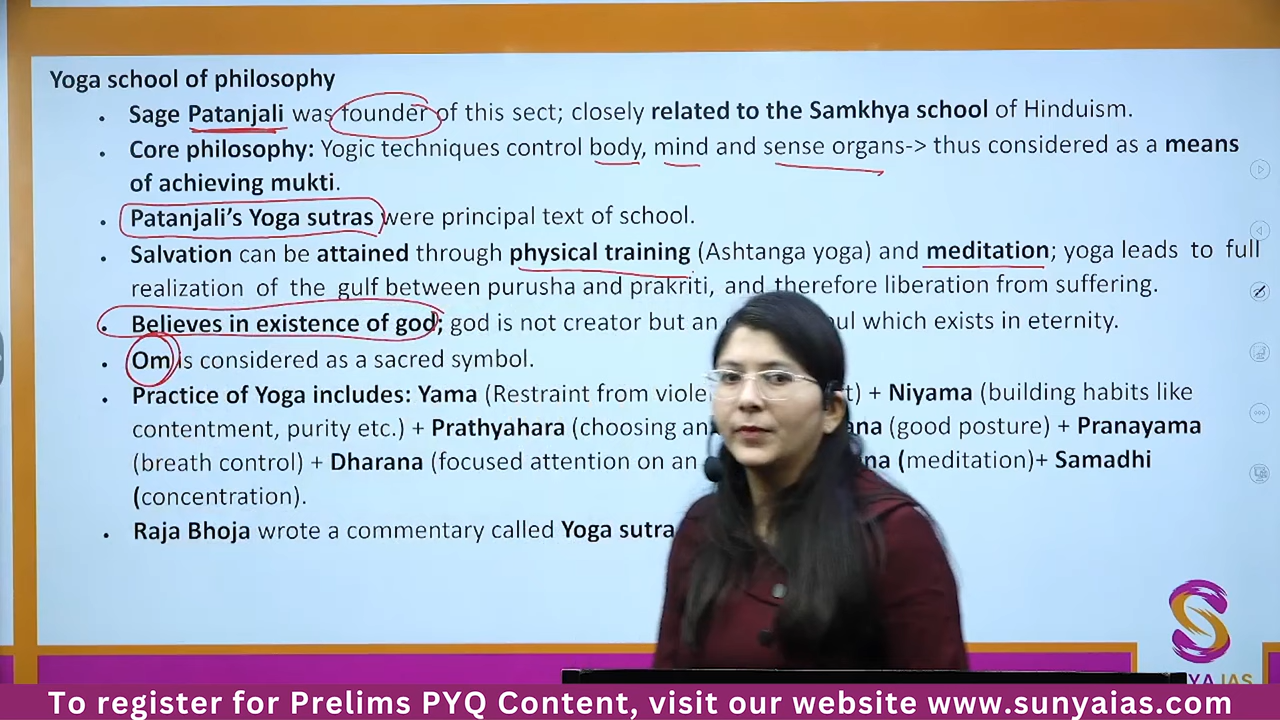 Yoga school of philosophy
• Sage Patanjali was founder of this sect; closely related to the Samkhya school of Hinduism.
• Core philosophy: Yogic techniques control body, mind and sense organs-> thus considered as a means
of achieving mukti.
• Patanjali's Yoga sutras were principal text of school.
• Salvation can be attained through physical training (Ashtanga yoga) and meditation; yoga leads to full
realization of the gulf between purusha and prakriti, and therefore liberation from suffering.
• Believes in existence of god; god is not creator but an which exists in eternity.
• Om is considered as a sacred symbol.
• Practice of Yoga includes: Yama (Restraint from + Niyama (building habits like
contentment, purity etc.) + Prathyahara (choosing (good posture) + Pranayama
(breath control) + Dharana (focused attention on an (meditation)+ Samadhi
(concentration).
• Raja Bhoja wrote a commentary called Yoga sutra
IAS
To register for Prelims PYQ Content, visit our website www.sunyaias.com